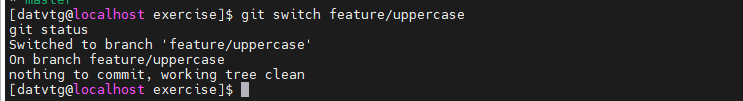 * master
[datvtg@localhost exercise]$ git switch feature/uppercase
git status
Switched to branch 'feature/uppercase'
On branch feature/uppercase
nothing to commit, working tree clean
[datvtg@localhost exercise]$